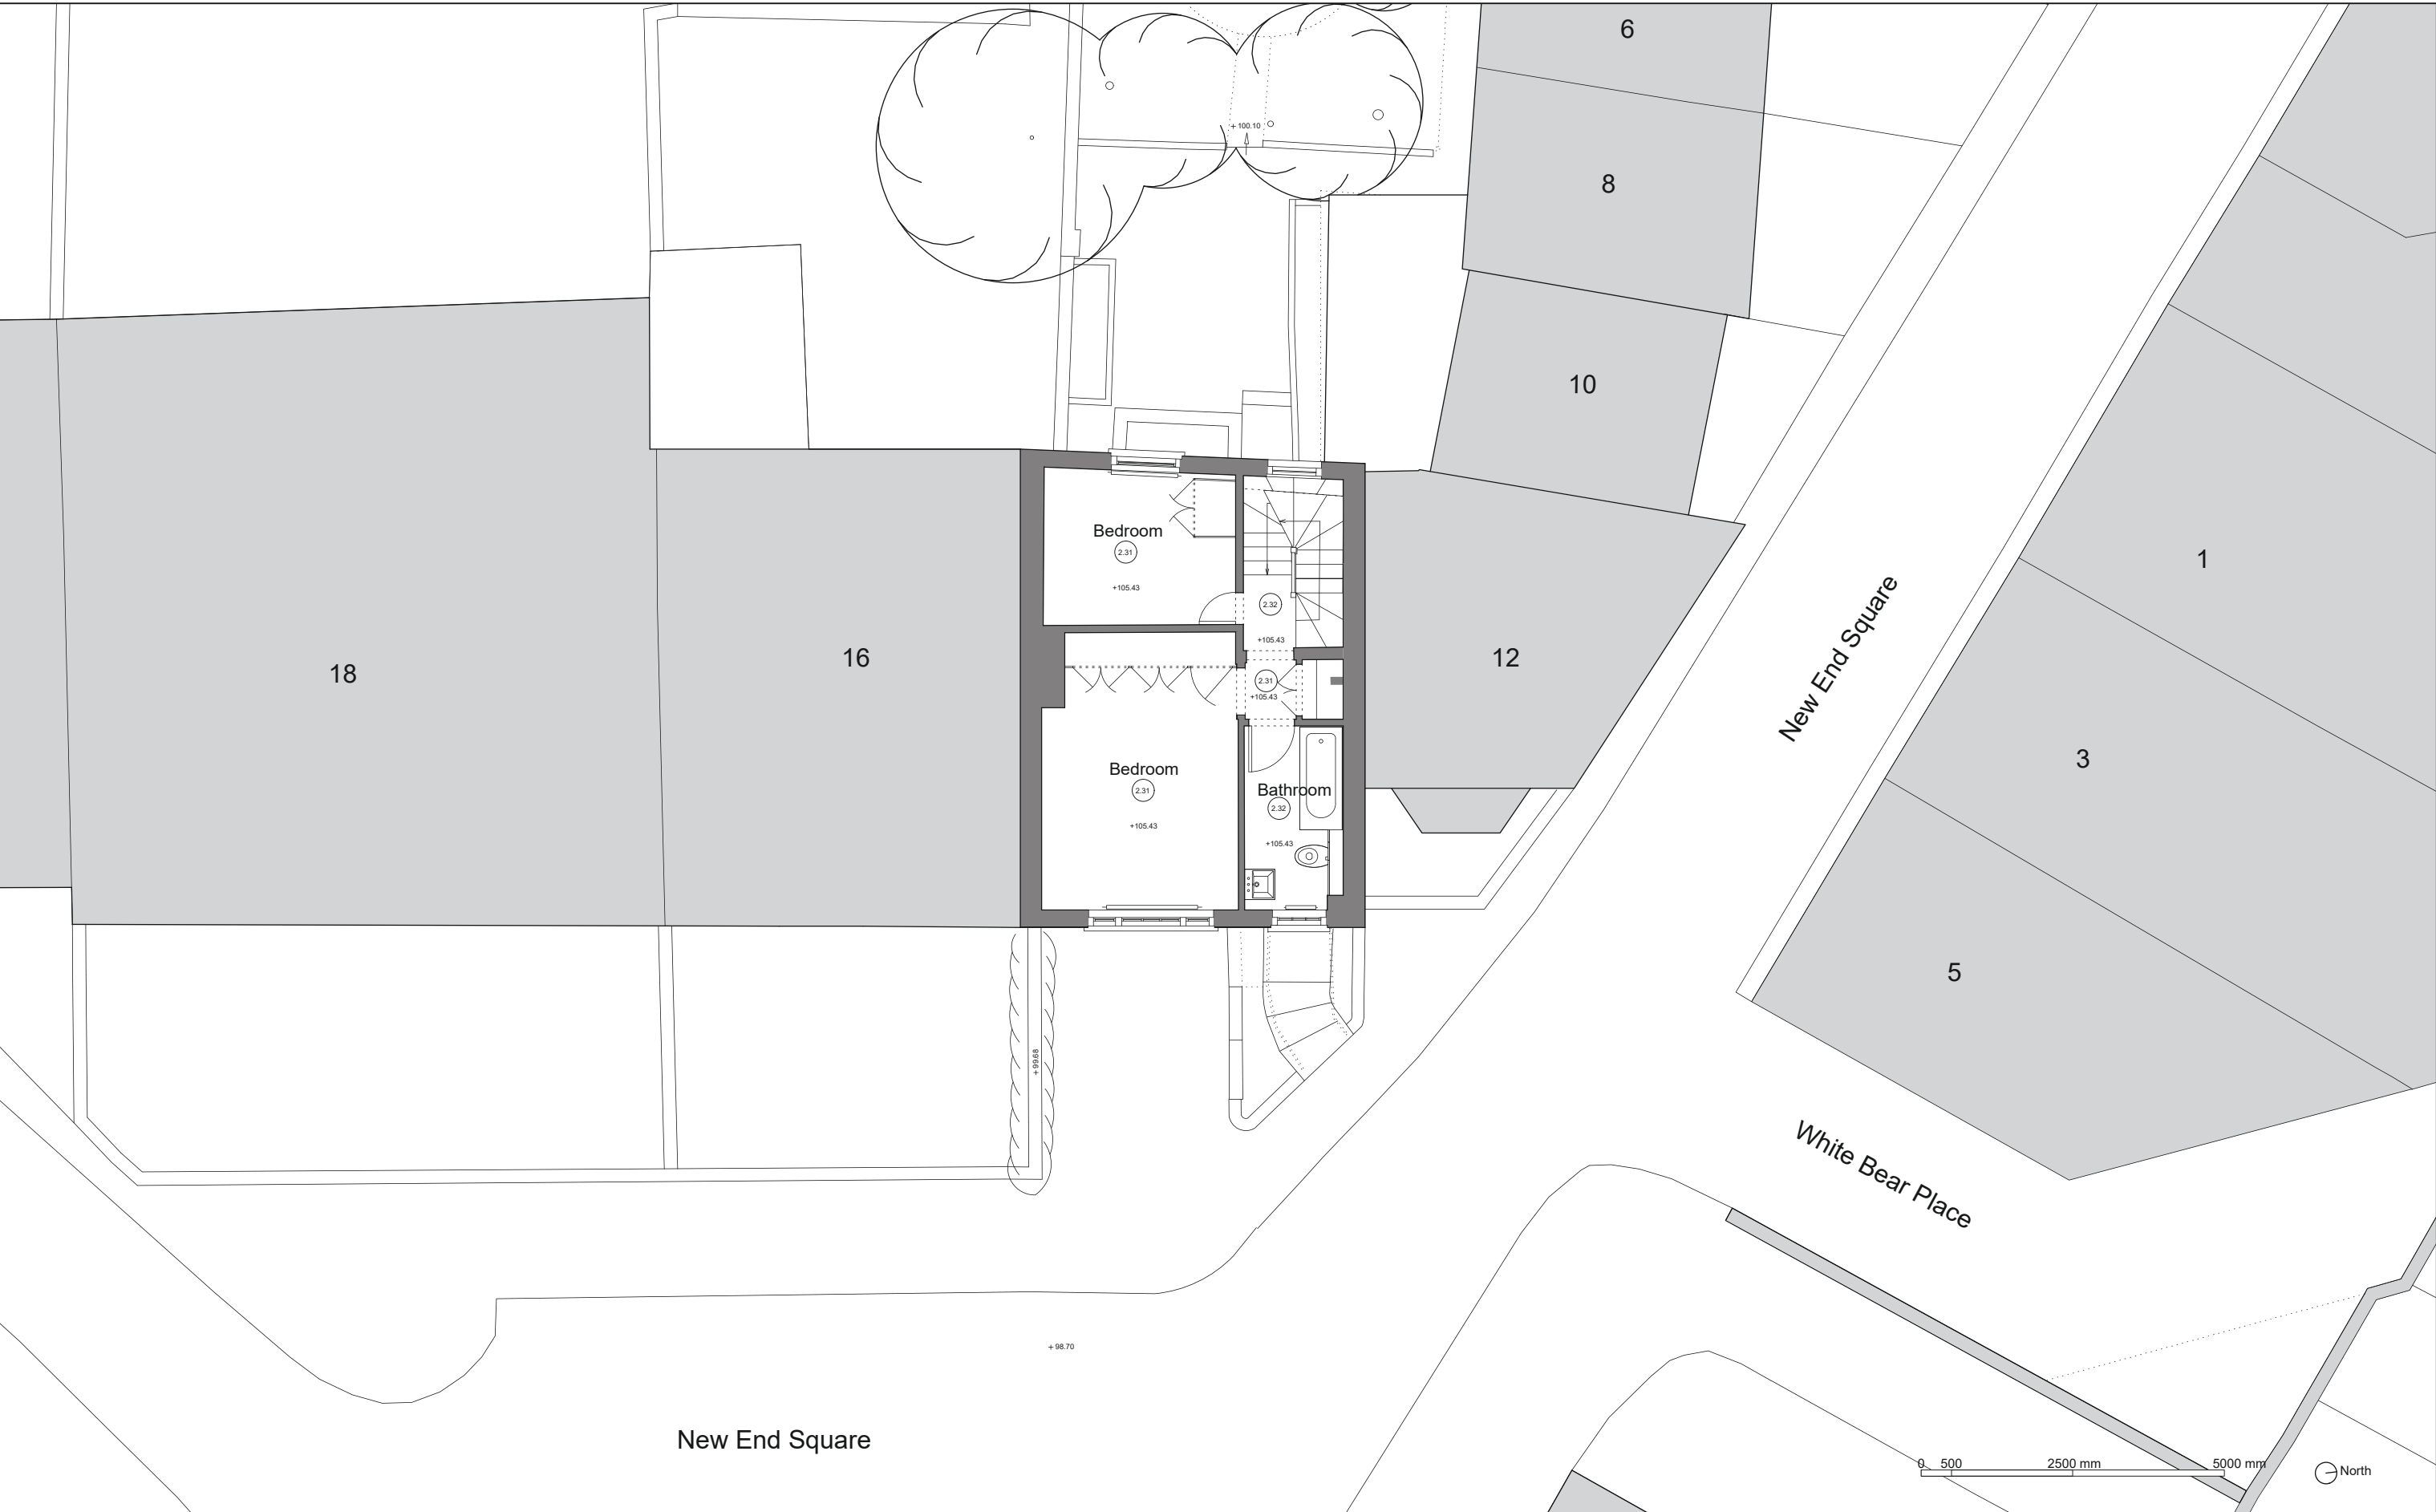 6
+ 100.10
8
10
Bedroom
2.31
+105.43
1
New End Square
2.32
+105.43
18
16
12
2.31
+105.43
3
Bedroom
2.31
+105.43
Bathroom
2.32
+105.43
5
+ 99.68
White Bear Place
+ 98.70
New End Square
0 500 2500 mm 5000 mm
North